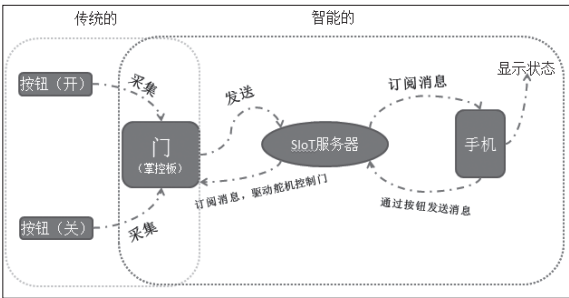 传统的
智能的
按钮（开）
采集
发送
订阅消息
显示状态
门
（掌控板）
SIoT服务器
手机
订阅消息，驱动舵机控制门
通过按钮发送消息
按钮（关）
采集